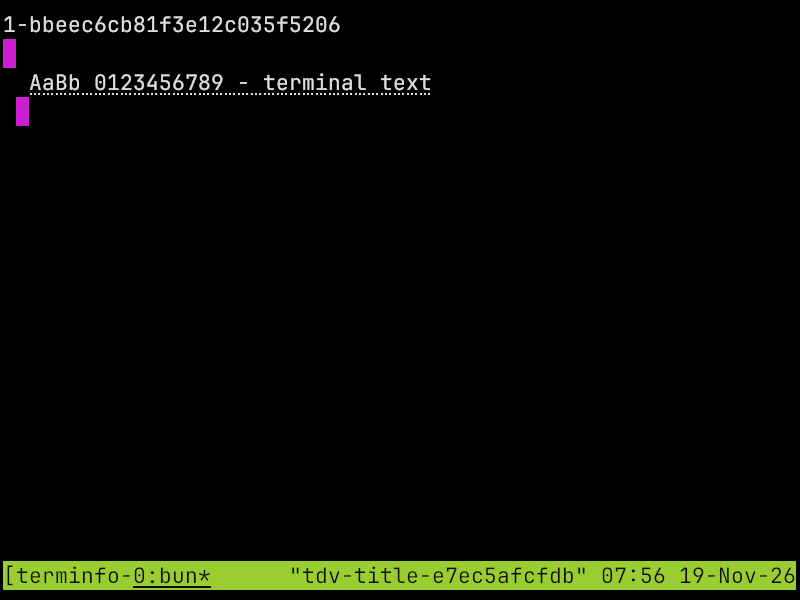 1-bbeec6cb81f3e12c035f5206
AaBb 0123456789 - terminal text
[terminfo-0:bun*      "tdv-title-e7ec5afcfdb" 07:56 19-Nov-26